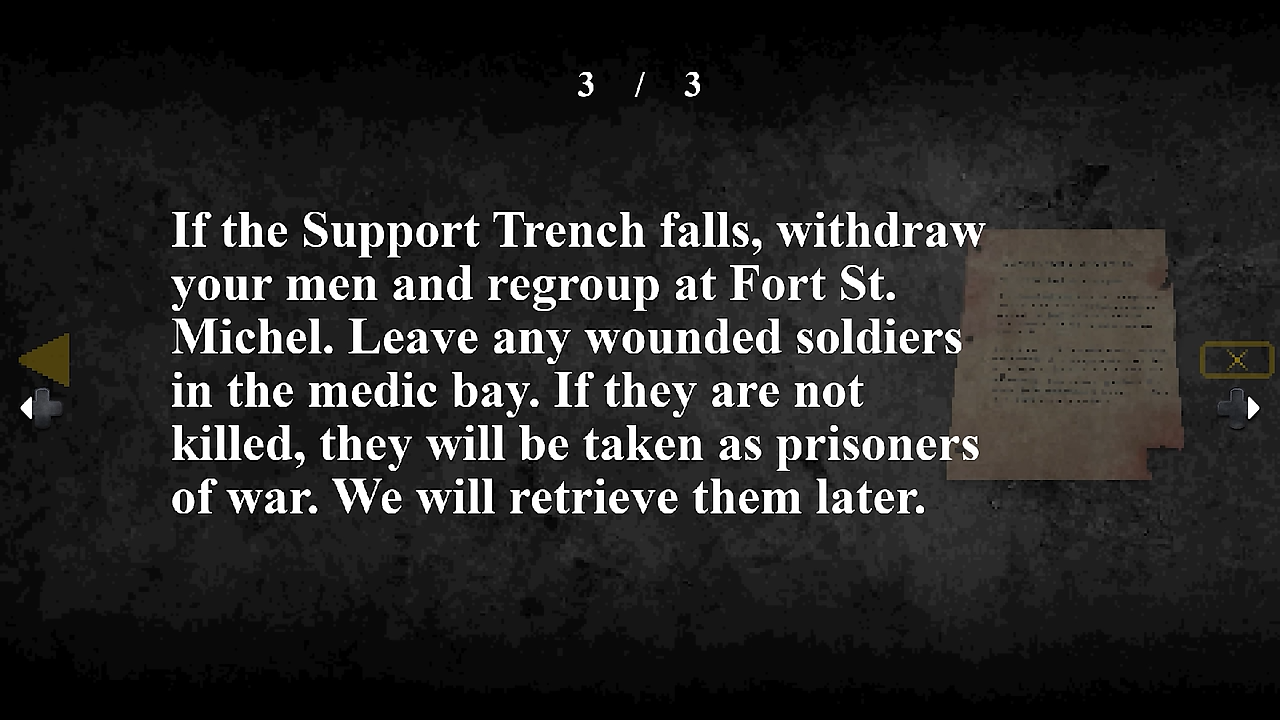 3 / 3
If the Support Trench falls, withdraw
your men and regroup at Fort St.
Michel. Leave any wounded soldiers
in the medic bay. If they are not
killed, they will be taken as prisoners
of war. We will retrieve them later.